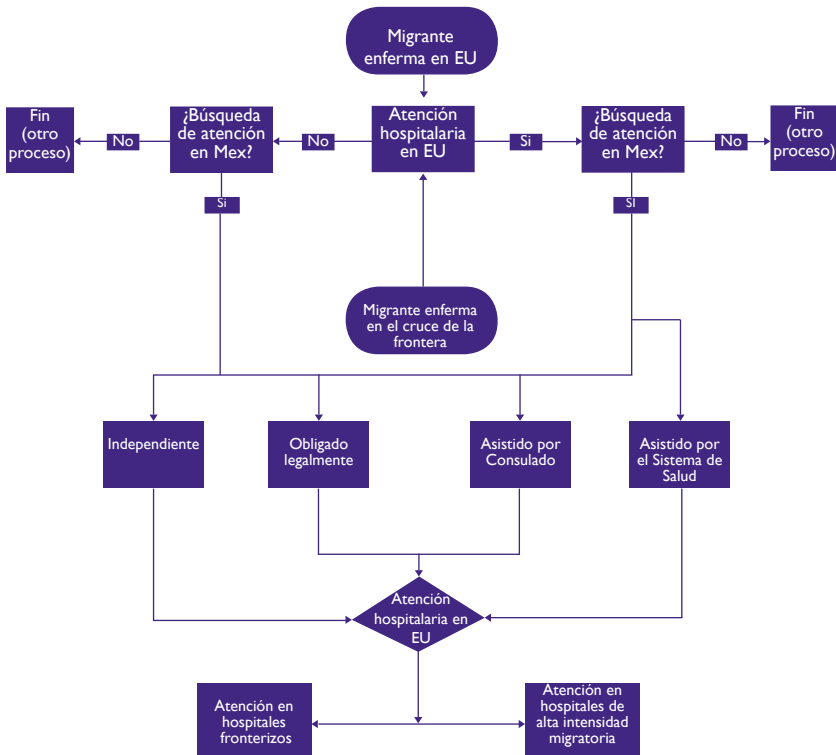 Migrante
enferma en EU
Fin
(otro
proceso)
No
¿Búsqueda
de atención
en Mex?
No
Atención
hospitalaria
en EU
Si
¿Búsqueda
de atención
en Mex?
No
Fin
(otro
proceso)
Si
SI
Migrante enferma
en el cruce de la
frontera
Independiente
Obligado
legalmente
Asistido por
Consulado
Asistido por
el Sistema de
Salud
Atención
hospitalaria en
EU
Atención en
hospitales
fronterizos
Atención en
hospitales de
alta intensidad
migratoria